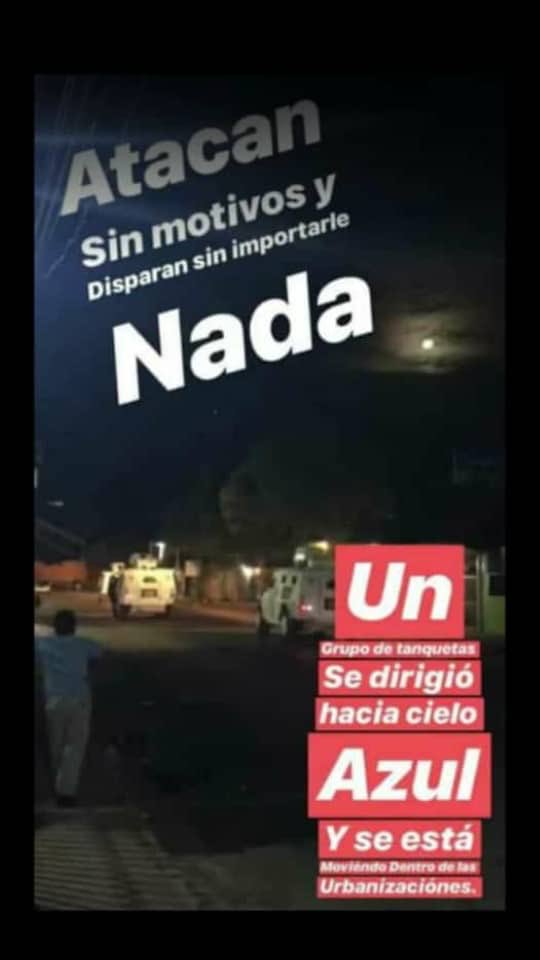 Atacan
Sin motivos y
Disparan sin importarle
Nada
Un
Grupo de tanquetas
Se dirigió
hacia cielo
Azul
Y se está
Moviéndo Dentro de las
Urbanizaciónes.